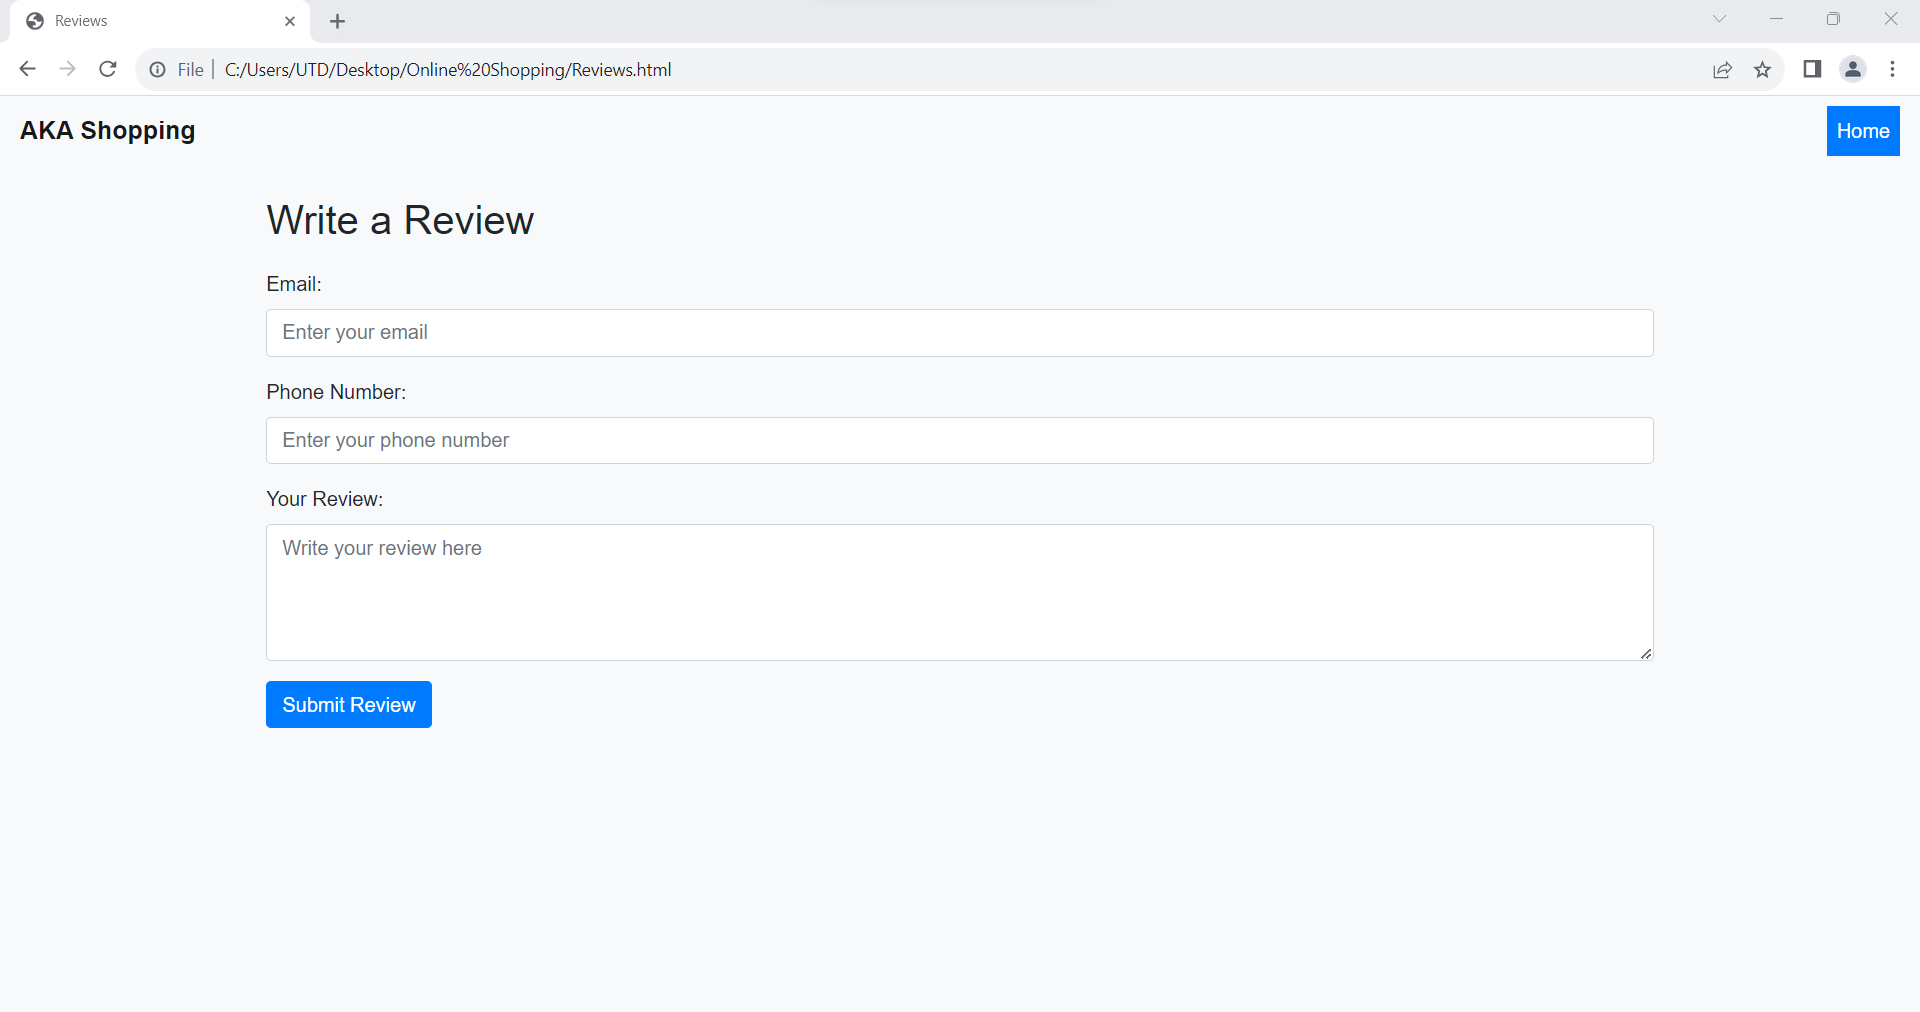 Reviews
File C:/Users/UTD/Desktop/Online%20Shopping/Reviews.html
AKA Shopping
Home
Write a Review
Email:
Enter your email
Phone Number:
Enter your phone number
Your Review:
Write your review here
Submit Review